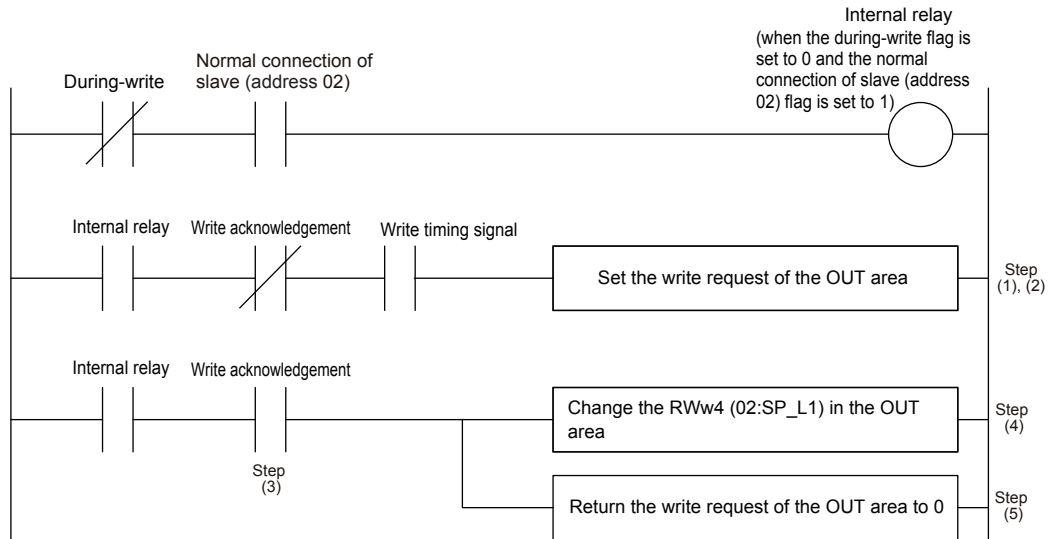 Internal relay
(when the during-write flag is
set to 0 and the normal
connection of slave (address
02) flag is set to 1)
During-write
Normal connection of
slave (address 02)
Internal relay
Write acknowledgement
Write timing signal
Set the write request of the OUT area
Step
(1), (2)
Internal relay
Write acknowledgement
Step
(3)
Change the RWw4 (02:SP_L1) in the OUT
area
Step
(4)
Return the write request of the OUT area to 0
Step
(5)